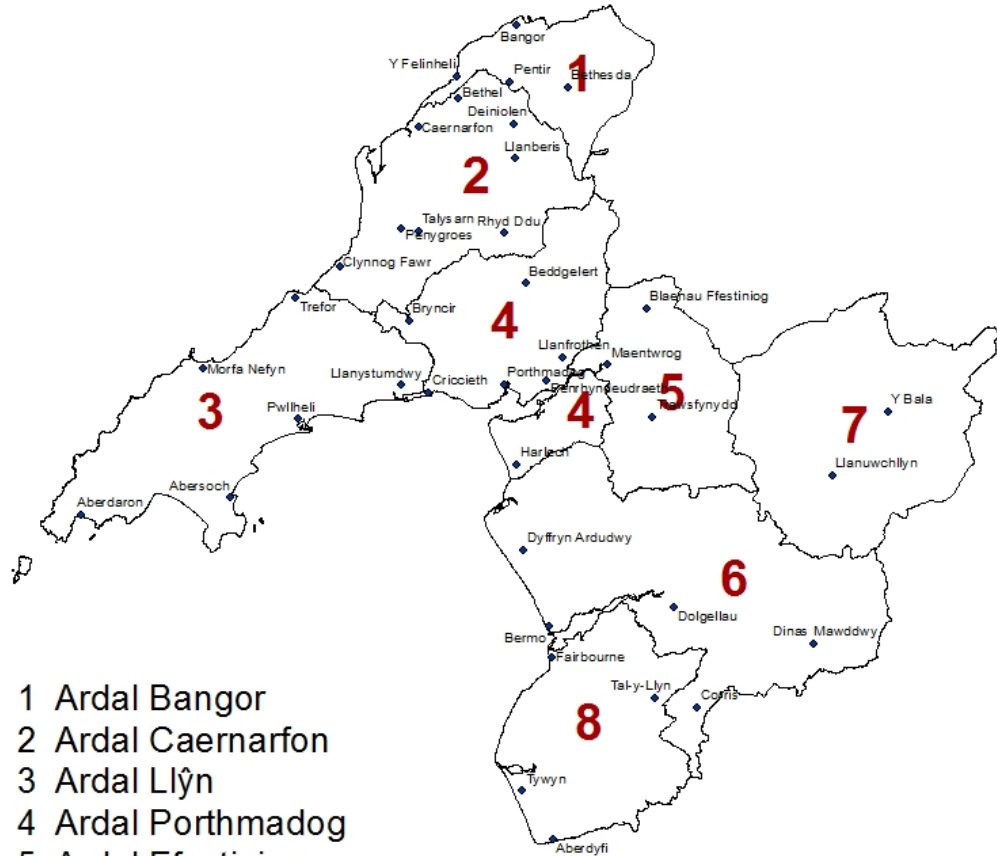 Bangor
Y Felinheli
Pentir
1
Bethesda
Bethel
Deiniolen
Caernarfon
Llanberis
2
Talysarn
Rhyd Ddu
Penygroes
Clynnog Fawr
Beddgelert
Trefor
Bryncir
4
Blaenau Ffestiniog
Llanfrothen
Maentwrog
Morfa Nefyn
Llanystumdwy
Criccieth
Porthmadog
Penrhyndeudraeth
5
3
Pwllheli
4
Trawsfynydd
7
Y Bala
Harlech
Llanuwchllyn
Abersoch
Aberdaron
Dyffryn Ardudwy
6
Dolgellau
Bermo
Dinas Mawddwy
Fairbourne
Tal-y-Llyn
Corris
8
Tywyn
Aberdyfi
1 Ardal Bangor
2 Ardal Caernarfon
3 Ardal Llŷn
4 Ardal Porthmadog
5 Ardal